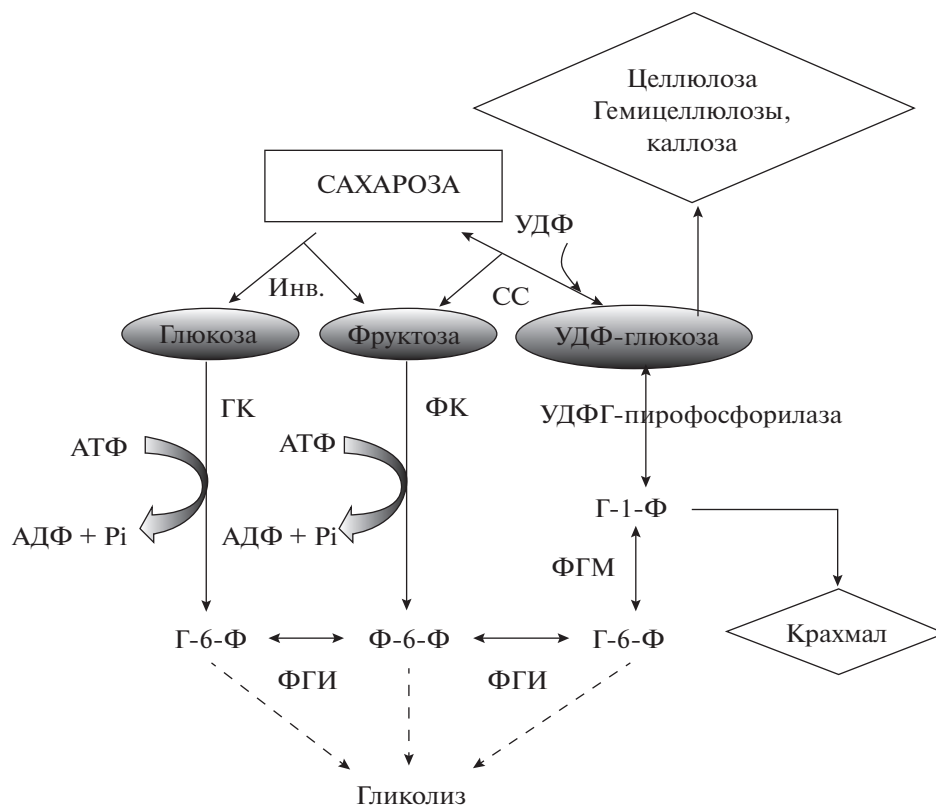 Целлюлоза
Гемицеллюлозы,
каллоза
САХАРОЗА
УДФ
Инв.
СС
Глюкоза
Фруктоза
УДФ-глюкоза
ГК
ФК
УДФГ-пирофосфорилаза
АТФ
АТФ
Г-1-Ф
АДФ + Pi
АДФ + Pi
ФГМ
Г-6-Ф
Ф-6-Ф
Г-6-Ф
Крахмал
ФГИ
ФГИ
Гликолиз